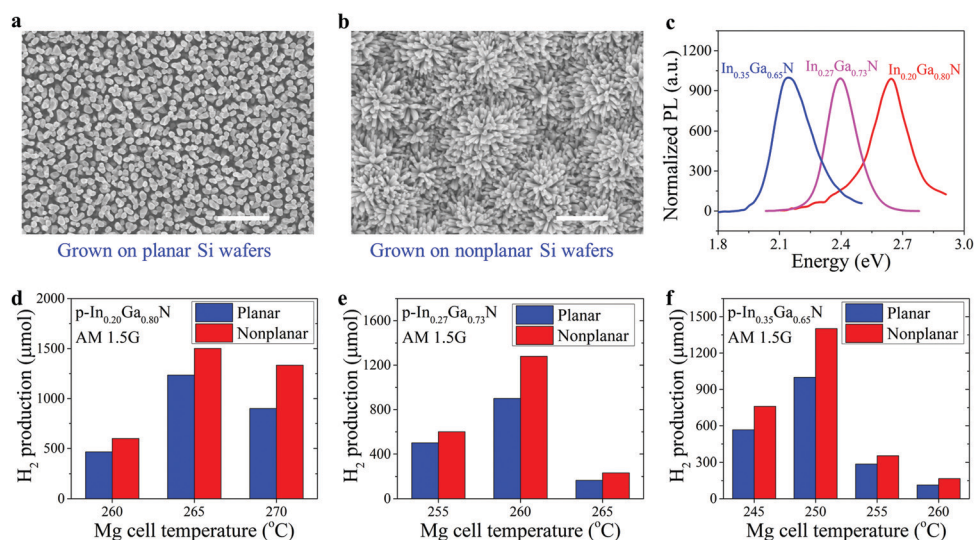 a
Grown on planar Si wafers
b
Grown on nonplanar Si wafers
c
Normalized PL (a.u.)
1200
900
600
300
0
In₀.₃₅Ga₀.₆₅N
In₀.₂₇Ga₀.₇₃N
In₀.₂₀Ga₀.₈₀N
1.8 2.1 2.4 2.7 3.0
Energy (eV)
d
H₂ production (μmol)
2000
1500
1000
500
0
p-In₀.₂₀Ga₀.₈₀N
AM 1.5G
Planar
Nonplanar
260 265 270
Mg cell temperature (°C)
e
H₂ production (μmol)
1600
1200
800
400
0
p-In₀.₂₇Ga₀.₇₃N
AM 1.5G
Planar
Nonplanar
255 260 265
Mg cell temperature (°C)
f
H₂ production (μmol)
1500
1200
900
600
300
0
p-In₀.₃₅Ga₀.₆₅N
AM 1.5G
Planar
Nonplanar
245 250 255 260
Mg cell temperature (°C)